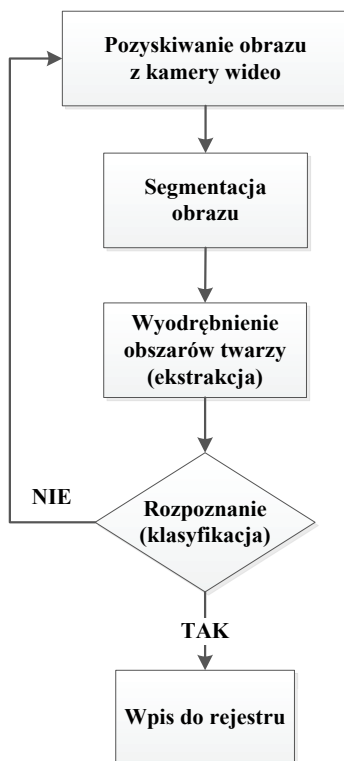 Pozyskiwanie obrazu
z kamery wideo
Segmentacja
obrazu
Wyodrębnienie
obszarów twarzy
(ekstrakcja)
NIE
Rozpoznanie
(klasyfikacja)
TAK
Wpis do rejestru